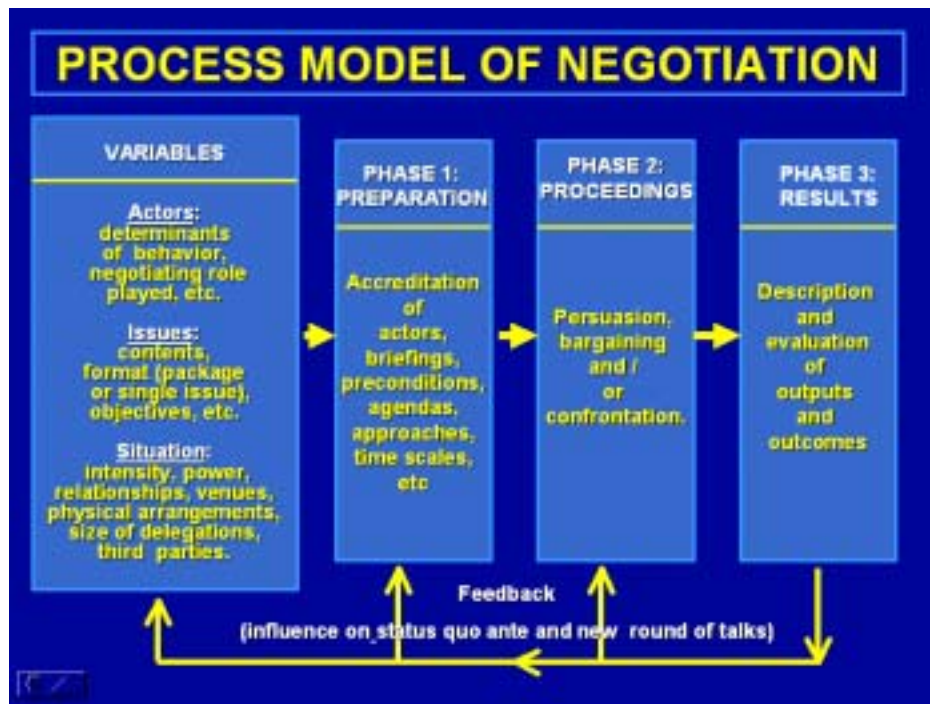 PROCESS MODEL OF NEGOTIATION
VARIABLES
Actors:
determinants
of behavior,
negotiating role
played, etc.
Issues:
contents,
format (package
or single issue),
objectives, etc.
Situation:
intensity, power,
relationships, venues,
physical arrangements,
size of delegations,
third parties.
PHASE 1:
PREPARATION
Accreditation
of
actors,
briefings,
preconditions,
agendas,
approaches,
time scales,
etc
PHASE 2:
PROCEEDINGS
Persuasion,
bargaining
and /
or
confrontation.
PHASE 3:
RESULTS
Description
and
evaluation
of
outputs
and
outcomes
Feedback
(influence on status quo ante and new round of talks)